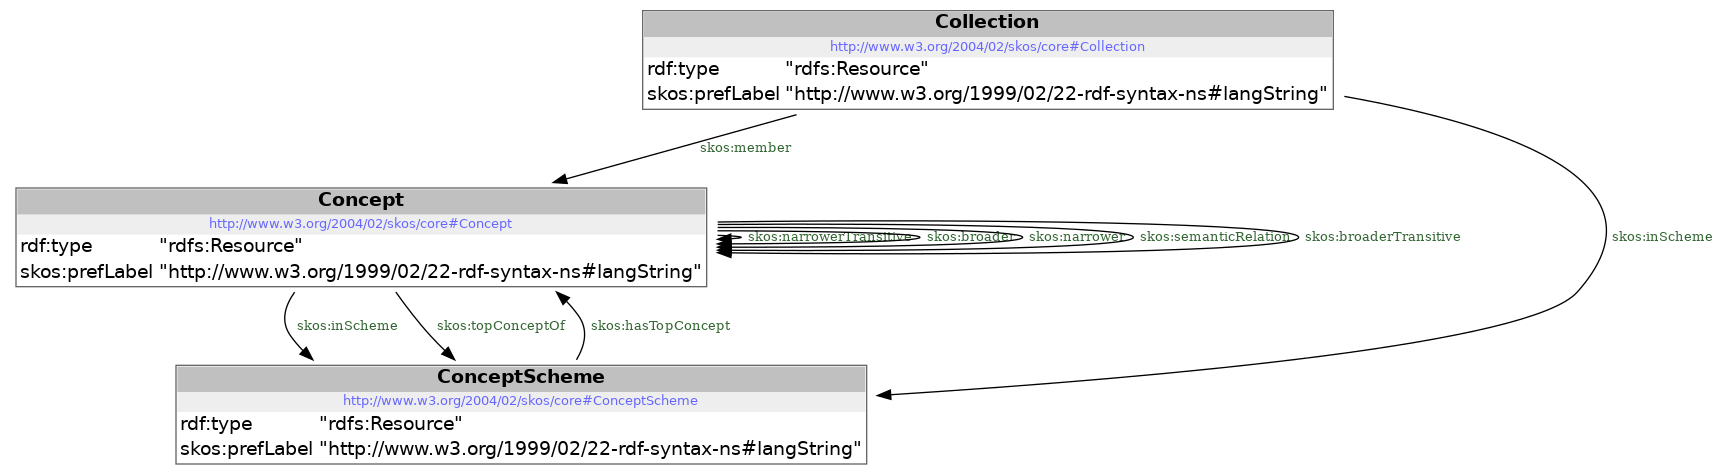 Collection
http://www.w3.org/2004/02/skos/core#Collection
rdf:type "rdfs:Resource"
skos:prefLabel "http://www.w3.org/1999/02/22-rdf-syntax-ns#langString"
skos:member
Concept
http://www.w3.org/2004/02/skos/core#Concept
rdf:type "rdfs:Resource"
skos:prefLabel "http://www.w3.org/1999/02/22-rdf-syntax-ns#langString"
skos:narrowerTransitive skos:broader skos:narrower skos:semanticRelation skos:broaderTransitive skos:inScheme
skos:inScheme skos:topConceptOf skos:hasTopConcept
ConceptScheme
http://www.w3.org/2004/02/skos/core#ConceptScheme
rdf:type "rdfs:Resource"
skos:prefLabel "http://www.w3.org/1999/02/22-rdf-syntax-ns#langString"